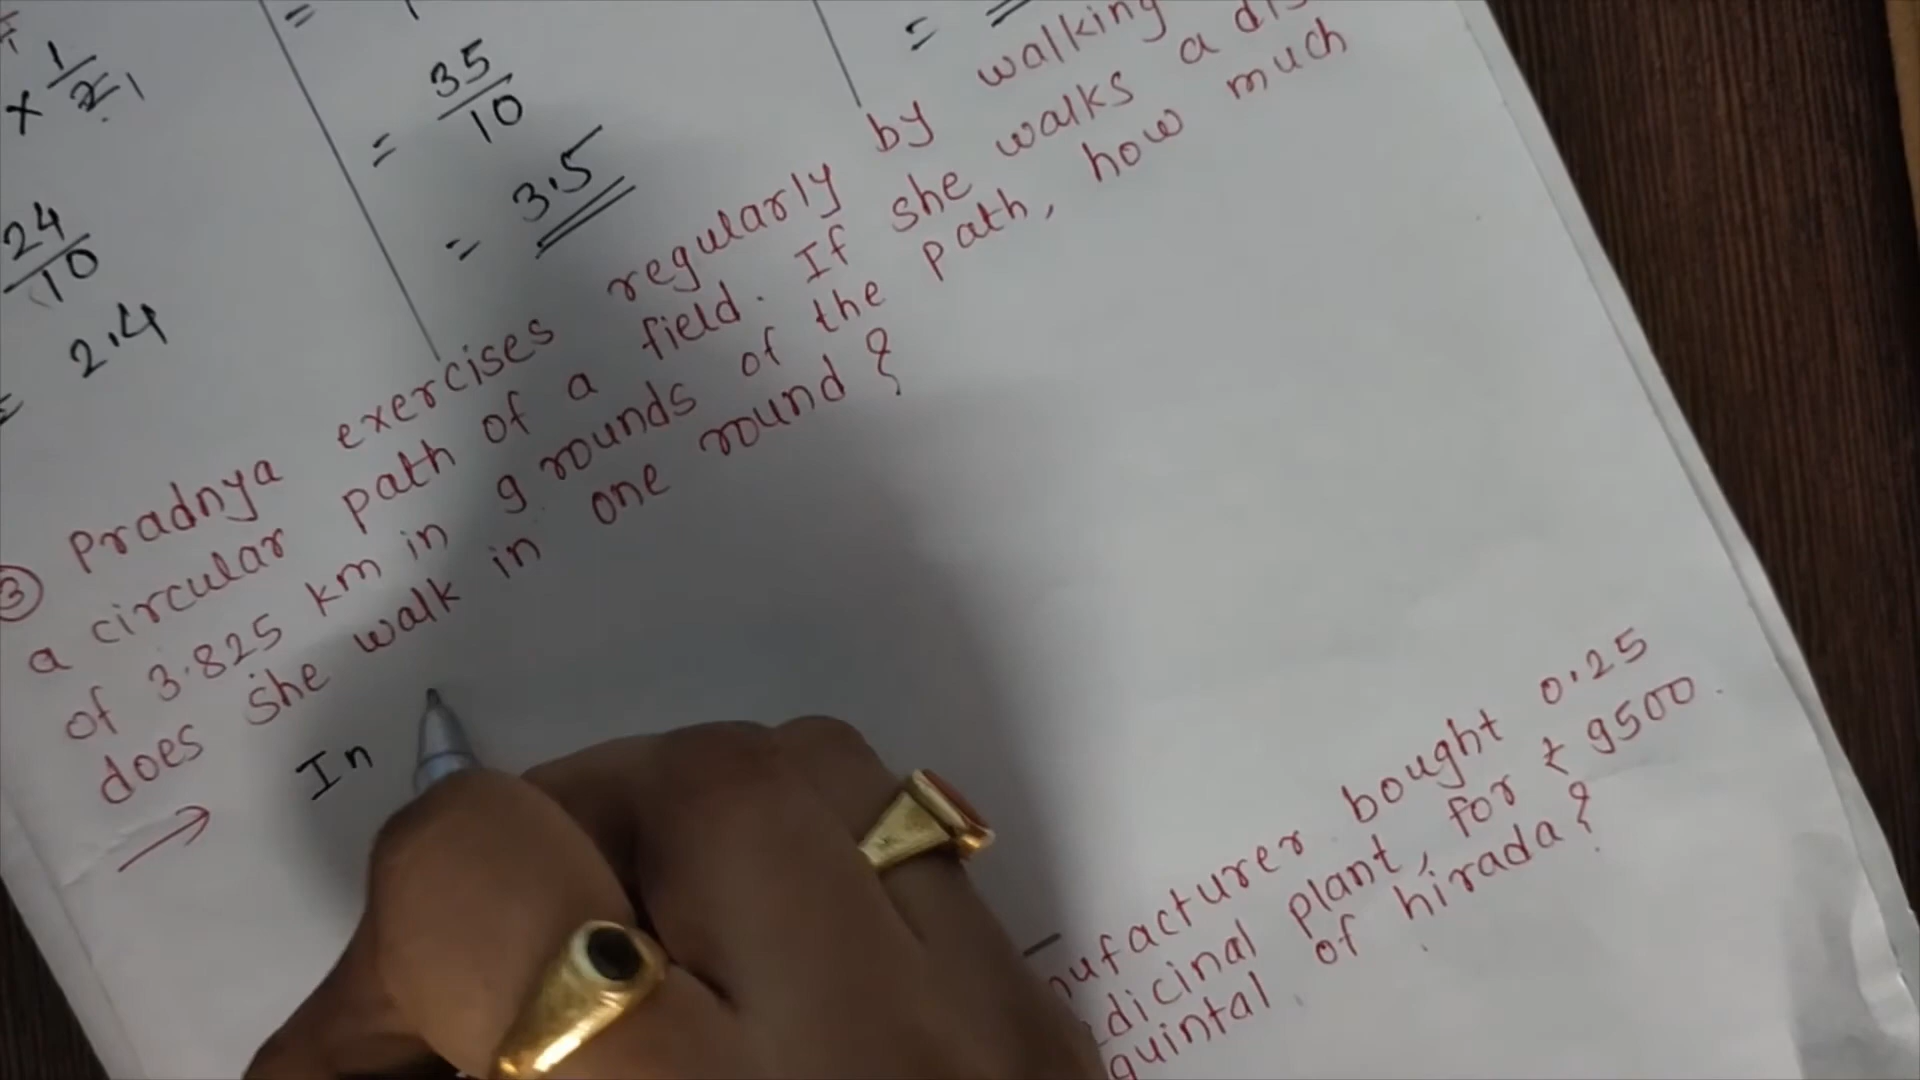 × 1/2 1
24/10
= 2.4
=
= 35/10
= 3.5
=
③ Pradnya exercises regularly by walking
a circular path of a field. If she walks a
of 3.825 km in 9 rounds of the path, how much
does she walk in one round ?
→ In
bought 0.25
plant, for ₹ 9500.
quintal of hirada ?